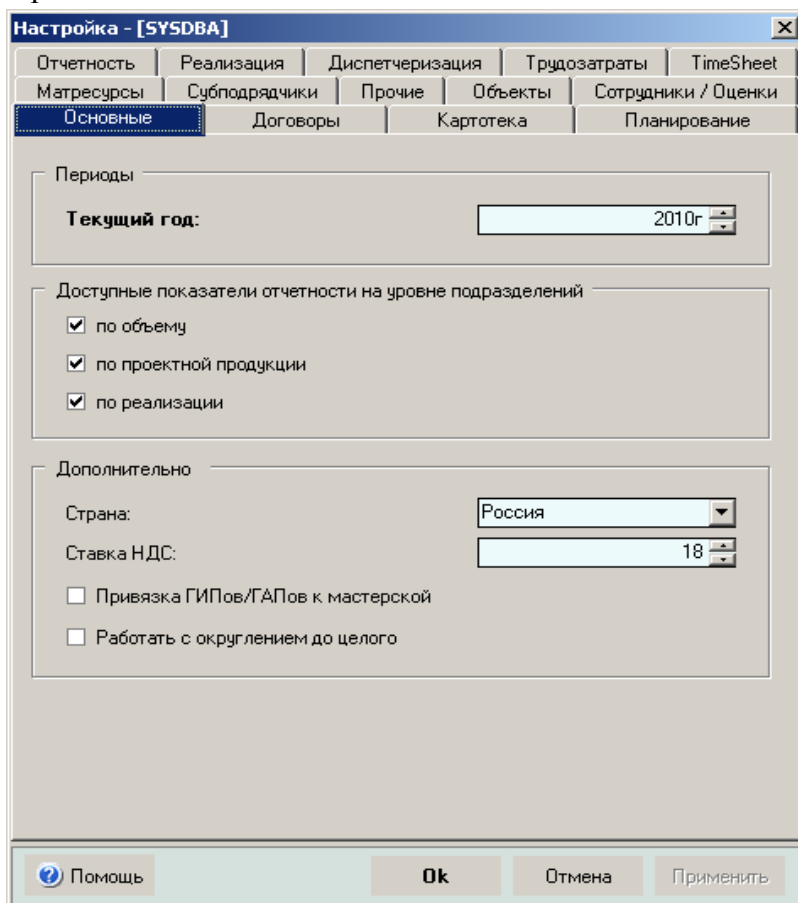 Настройка - [SYSDBA]
Отчетность Реализация Диспетчеризация Трудозатраты TimeSheet
Матресурсы Субподрядчики Прочие Объекты Сотрудники / Оценки
Основные Договоры Картотека Планирование
Периоды
Текущий год: 2010г
Доступные показатели отчетности на уровне подразделений
по объему
по проектной продукции
по реализации
Дополнительно
Страна: Россия
Ставка НДС: 18
Привязка ГИПов/ГАПов к мастерской
Работать с округлением до целого
Помощь Ok Отмена Применить